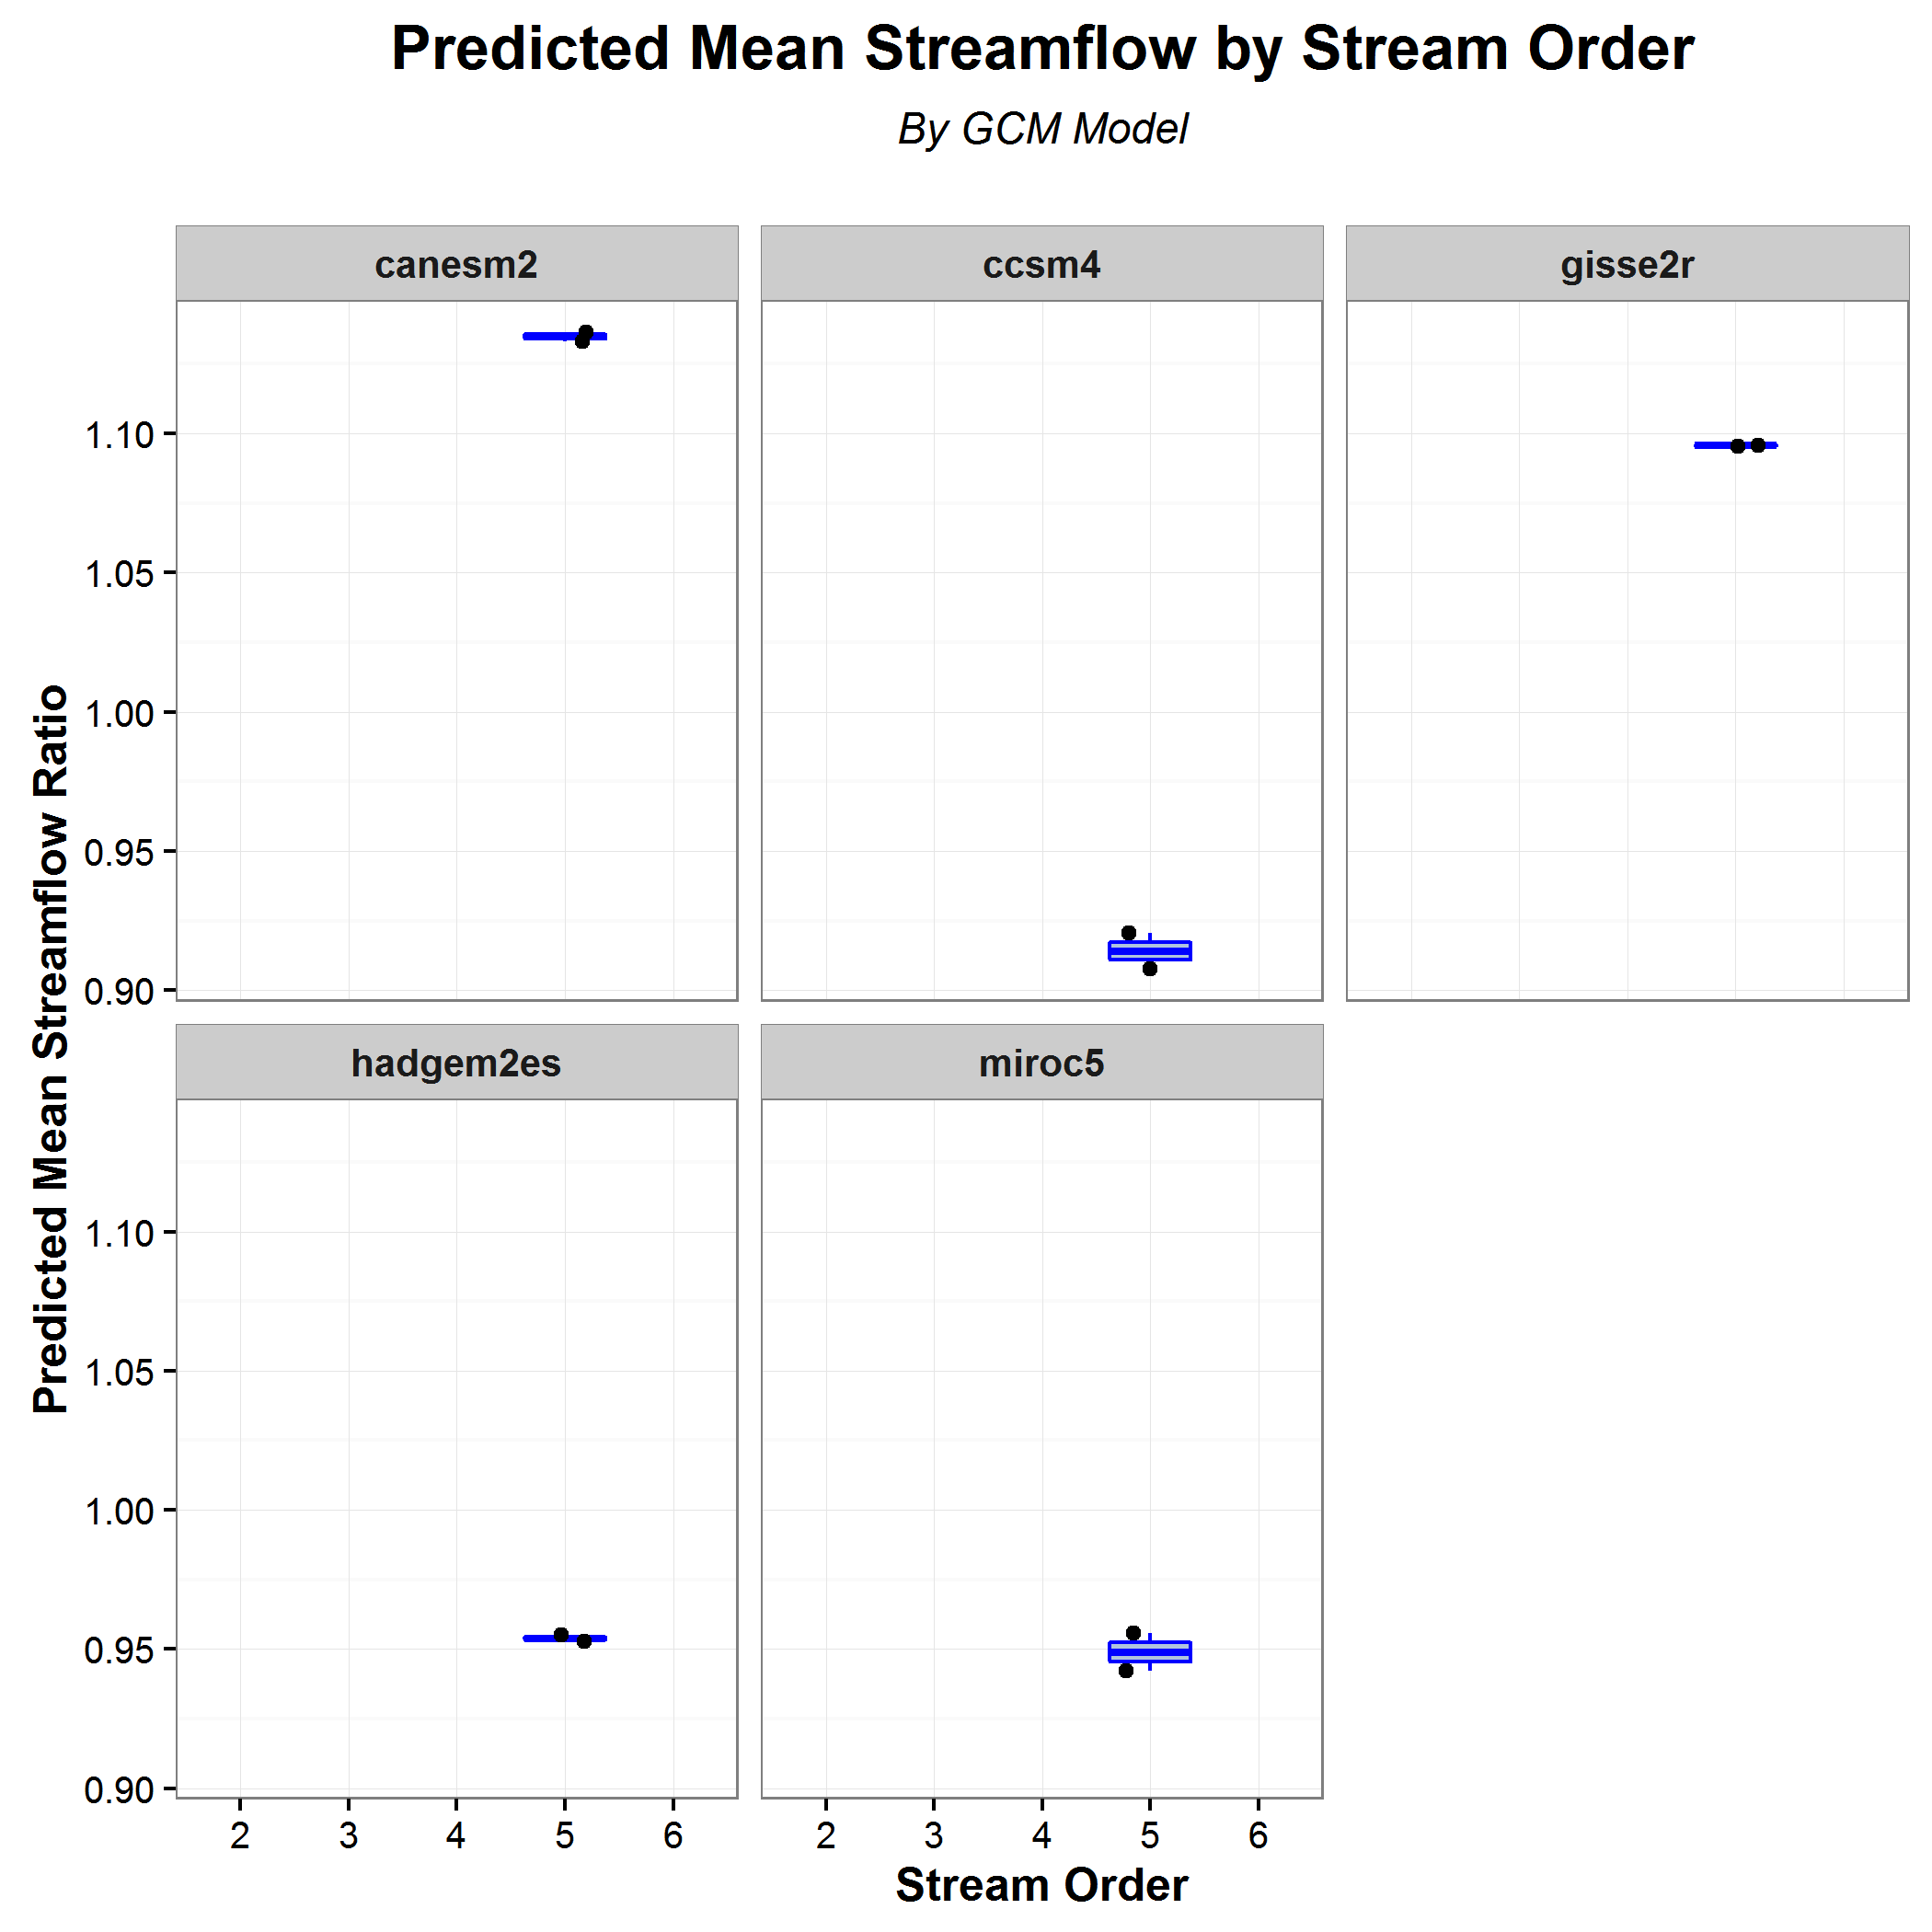 Predicted Mean Streamflow by Stream Order
By GCM Model
canesm2
ccsm4
gisse2r
1.10
1.05
1.00
0.95
0.90
Predicted Mean Streamflow Ratio
hadgem2es
miroc5
1.10
1.05
1.00
0.95
0.90
2 3 4 5 6
2 3 4 5 6
Stream Order